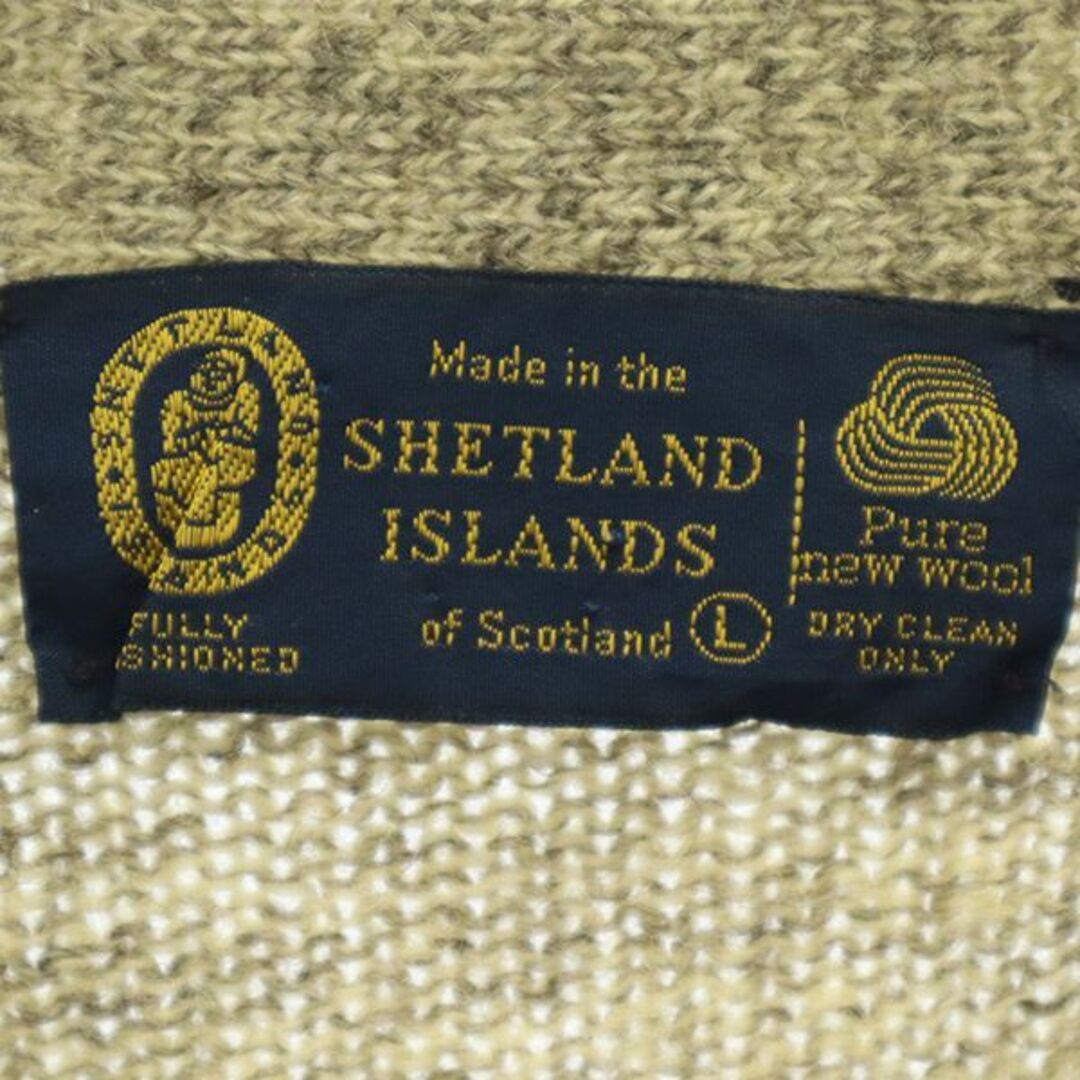 Made in the
SHETLAND
ISLANDS
of Scotland L
FULLY
SHIONED
Pure
new wool
DRY CLEAN
ONLY